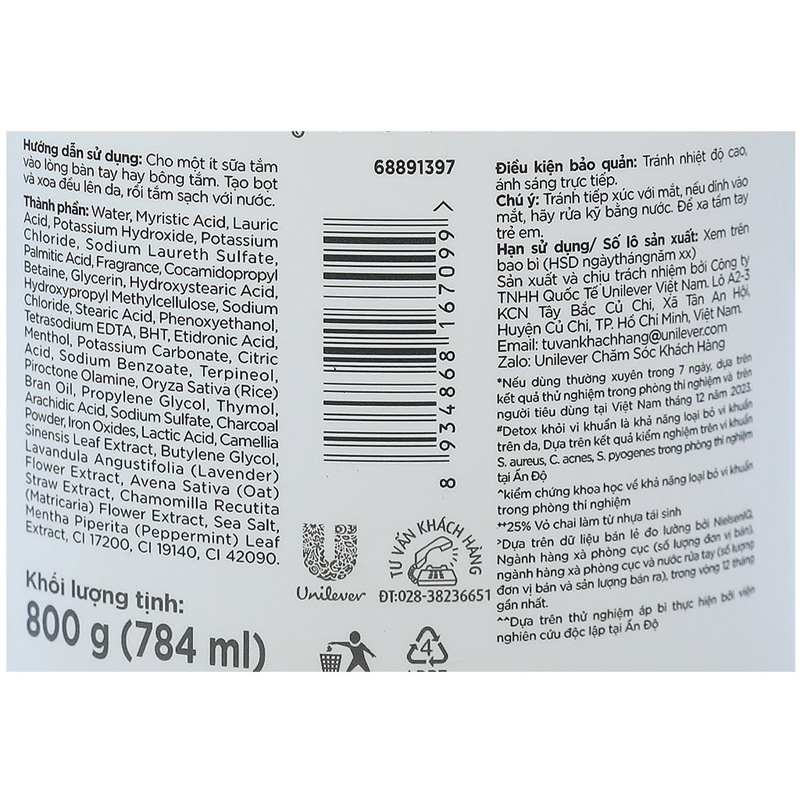 Hướng dẫn sử dụng: Cho một ít sữa tắm
vào lòng bàn tay hay bông tắm. Tạo bọt
và xoa đều lên da, rồi tắm sạch với nước.
Thành phần: Water, Myristic Acid, Lauric
Acid, Potassium Hydroxide, Potassium
Chloride, Sodium Laureth Sulfate,
Palmitic Acid, Fragrance, Cocamidopropyl
Betaine, Glycerin, Hydroxystearic Acid,
Hydroxypropyl Methylcellulose, Sodium
Chloride, Stearic Acid, Phenoxyethanol,
Tetrasodium EDTA, BHT, Etidronic Acid,
Menthol, Potassium Carbonate, Citric
Acid, Sodium Benzoate, Terpineol,
Piroctone Olamine, Oryza Sativa (Rice)
Bran Oil, Propylene Glycol, Thymol,
Arachidic Acid, Sodium Sulfate, Charcoal
Powder, Iron Oxides, Lactic Acid, Camellia
Sinensis Leaf Extract, Butylene Glycol,
Lavandula Angustifolia (Lavender)
Flower Extract, Avena Sativa (Oat)
Straw Extract, Chamomilla Recutita
(Matricaria) Flower Extract, Sea Salt,
Mentha Piperita (Peppermint) Leaf
Extract, CI 17200, CI 19140, CI 42090.
Khối lượng tịnh:
800 g (784 ml)
68891397
8 934868 167099 >
Unilever
TƯ VẤN KHÁCH HÀNG
ĐT:028-38236651
4
Điều kiện bảo quản: Tránh nhiệt độ cao,
ánh sáng trực tiếp.
Chú ý: Tránh tiếp xúc với mắt, nếu dính vào
mắt, hãy rửa kỹ bằng nước. Để xa tầm tay
trẻ em.
Hạn sử dụng/ Số lô sản xuất: Xem trên
bao bì (HSD ngàythángnăm xx)
Sản xuất và chịu trách nhiệm bởi Công ty
TNHH Quốc Tế Unilever Việt Nam. Lô A2-3
KCN Tây Bắc Củ Chi, Xã Tân An Hội,
Huyện Củ Chi, TP. Hồ Chí Minh, Việt Nam.
Email: tuvankhachhang@unilever.com
Zalo: Unilever Chăm Sóc Khách Hàng
*Nếu dùng thường xuyên trong 7 ngày, dựa trên
kết quả thử nghiệm trong phòng thí nghiệm và trên
người tiêu dùng tại Việt Nam tháng 12 năm 2023.
#Detox khỏi vi khuẩn là khả năng loại bỏ vi khuẩn
trên da, Dựa trên kết quả kiểm nghiệm trên vi khuẩn
S. aureus, C. acnes, S. pyogenes trong phòng thí nghiệm
tại Ấn Độ
^kiểm chứng khoa học về khả năng loại bỏ vi khuẩn
trong phòng thí nghiệm
**25% Vỏ chai làm từ nhựa tái sinh
>Dựa trên dữ liệu bán lẻ đo lường bởi NielsenIQ,
Ngành hàng xà phòng cục (số lượng đơn vị bán),
ngành hàng xà phòng cục và nước rửa tay (số lượng
đơn vị bán và sản lượng bán ra), trong vòng 12 tháng
gần nhất.
^^Dựa trên thử nghiệm áp bì thực hiện bởi viện
nghiên cứu độc lập tại Ấn Độ